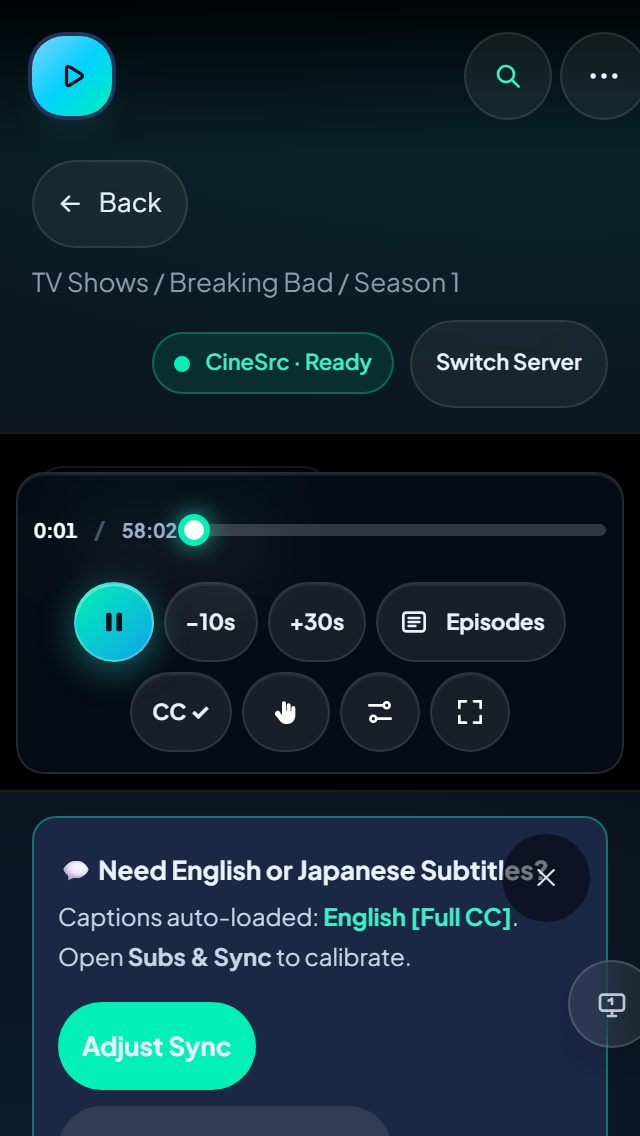 ← Back
TV Shows / Breaking Bad / Season 1
CineSrc · Ready
Switch Server
0:01 / 58:02
-10s
+30s
Episodes
CC ✓
Need English or Japanese Subtitles?
Captions auto-loaded: English [Full CC].
Open Subs & Sync to calibrate.
Adjust Sync
1